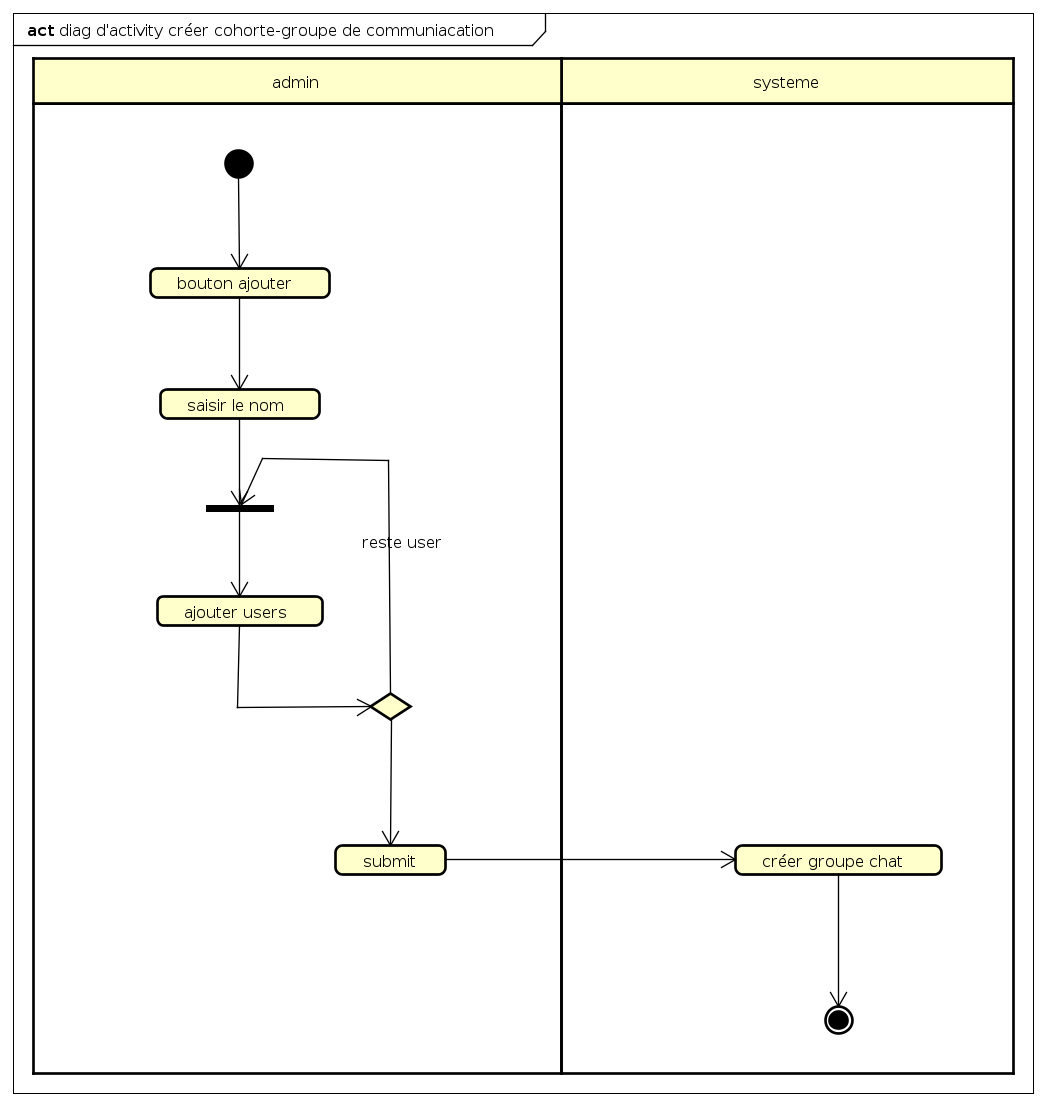 act diag d'activity créer cohorte-groupe de communiacation
admin
systeme
bouton ajouter
saisir le nom
reste user
ajouter users
submit
créer groupe chat